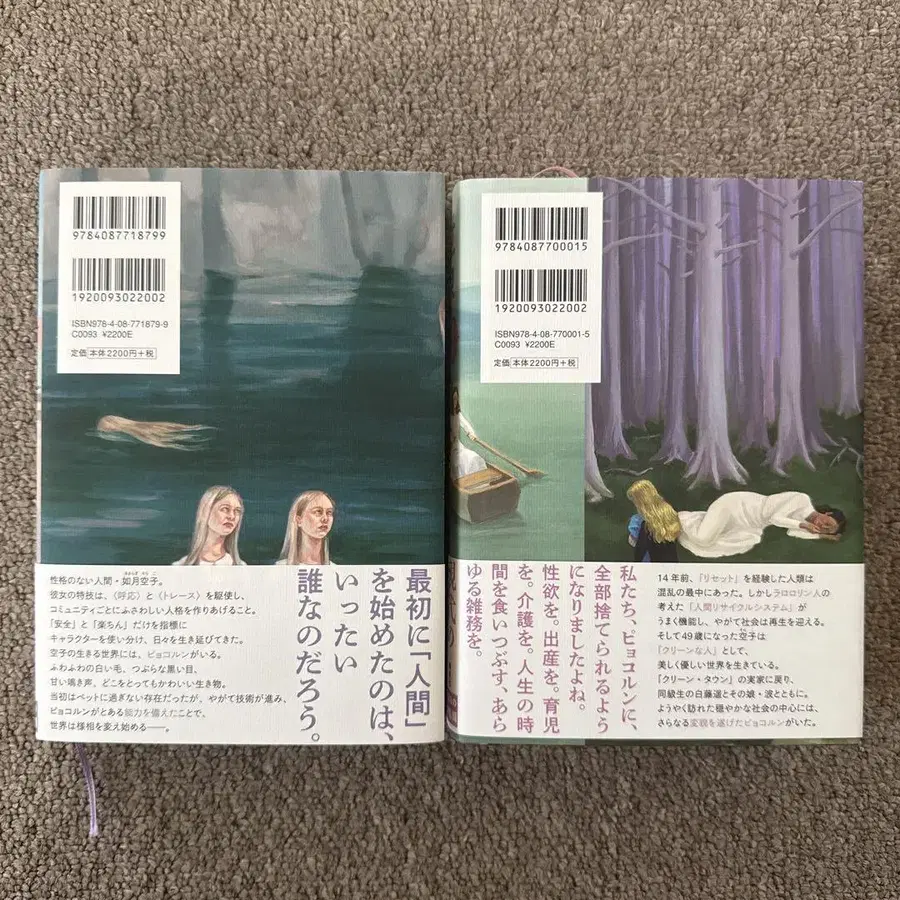 9784087718799
1920093022002
ISBN978-4-08-771879-9
C0093 ¥2200E
定価 本体2200円+税
最初に「人間」
を始めたのは、
いったい
誰なのだろう。
性格のない人間・如月空子。
彼女の特技は、〈呼応〉と〈トレース〉を駆使し、
コミュニティごとにふさわしい人格を作りあげること。
「安全」と「楽ちん」だけを指標に
キャラクターを使い分け、日々を生き延びてきた。
空子の生きる世界には、ピョコルンがいる。
ふわふわの白い毛、つぶらな黒い目、
甘い鳴き声、どこをとってもかわいい生き物。
当初はペットに過ぎない存在だったが、やがて技術が進み、
ピョコルンがとある能力を備えたことで、
世界は様相を変え始める――。
9784087700015
1920093022002
ISBN978-4-08-770001-5
C0093 ¥2200E
定価 本体2200円+税
私たち、ピョコルンに、
全部捨てられるよう
になりましたよね。
性欲を。出産を。育児
を。介護を。人生の時
間を食いつぶす、あら
ゆる雑務を。
14年前、「リセット」を経験した人類は
混乱の最中にあった。しかしラロロリン人の
考えた「人間リサイクルシステム」が
うまく機能し、やがて社会は再生を迎える。
そして49歳になった空子は
「クリーンな人」として、
美しく優しい世界を生きている。
「クリーン・タウン」の実家に戻り、
同級生の白藤遥とその娘・波とともに。
ようやく訪れた穏やかな社会の中心には、
さらなる変貌を遂げたピョコルンがいた。